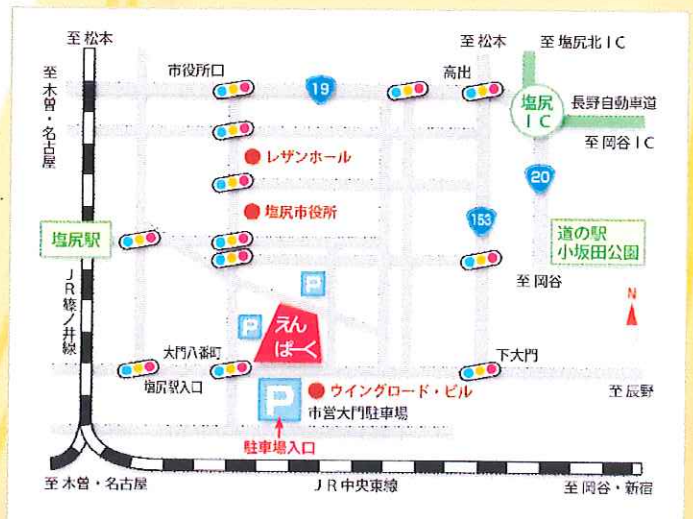 至松本
至松本
至塩尻北IC
市役所口
高出
19
塩尻
IC
長野自動車道
至岡谷IC
至木曽・名古屋
レザンホール
20
塩尻市役所
153
塩尻駅
道の駅
小坂田公園
至岡谷
JR篠ノ井線
P
P
えん
ぱーく
N
大門八番町
下大門
塩尻駅入口
P
ウイングロード・ビル
市営大門駐車場
至辰野
駐車場入口
至木曽・名古屋
JR中央東線
至岡谷・新宿